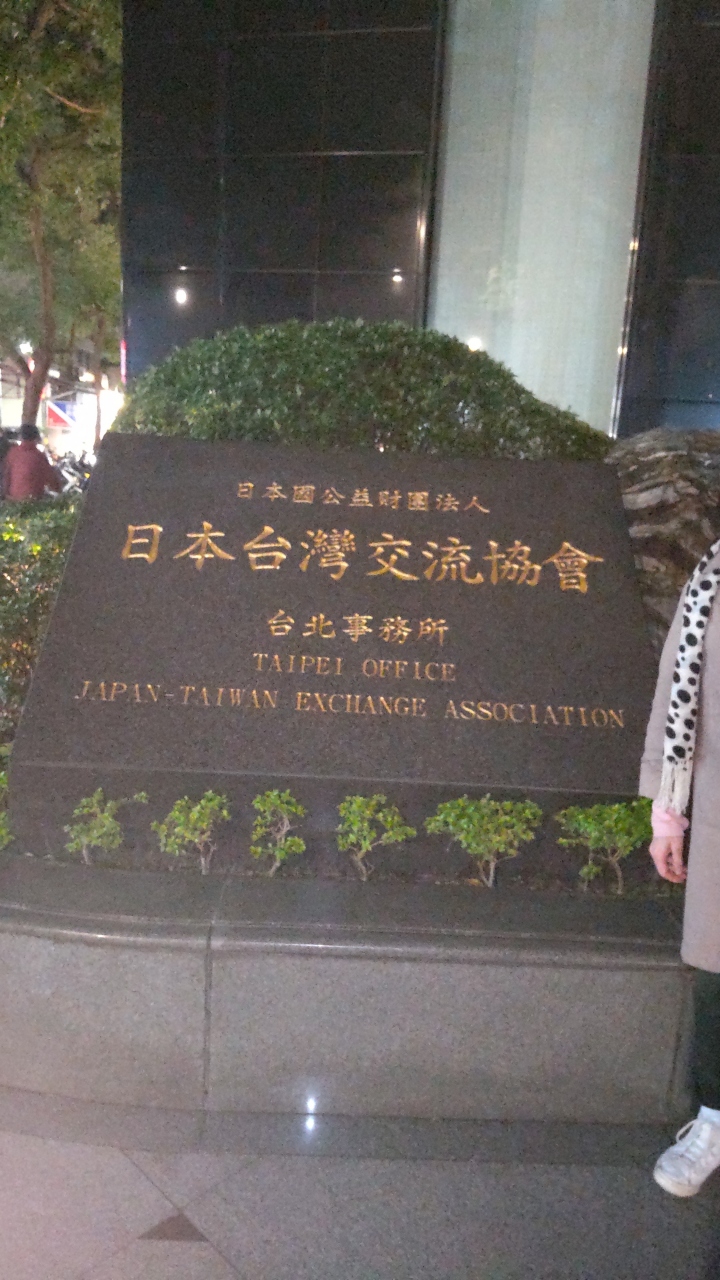 日本國公益財團法人
日本台灣交流協會
台北事務所
TAIPEI OFFICE
JAPAN-TAIWAN EXCHANGE ASSOCIATION